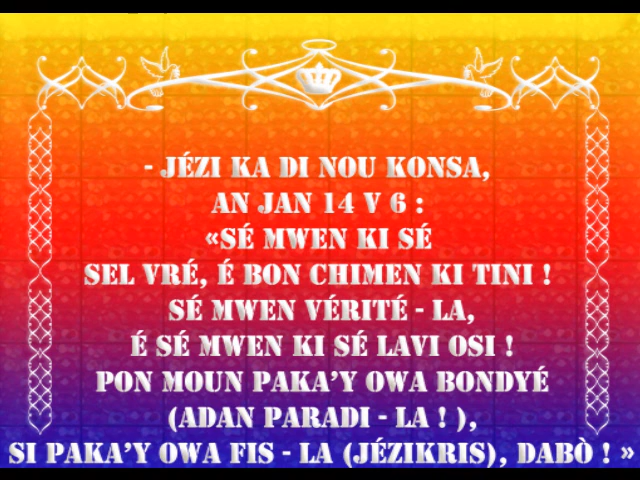 - JÉZI KA DI NOU KONSA,
AN JAN 14 V 6 :
«SÉ MWEN KI SÉ
SEL VRÉ, É BON CHIMEN KI TINI !
SÉ MWEN VÉRITÉ - LA,
É SÉ MWEN KI SÉ LAVI OSI !
PON MOUN PAKA'Y OWA BONDYÉ
(ADAN PARADI - LA ! ),
SI PAKA'Y OWA FIS - LA (JÉZIKRIS), DABÒ ! »